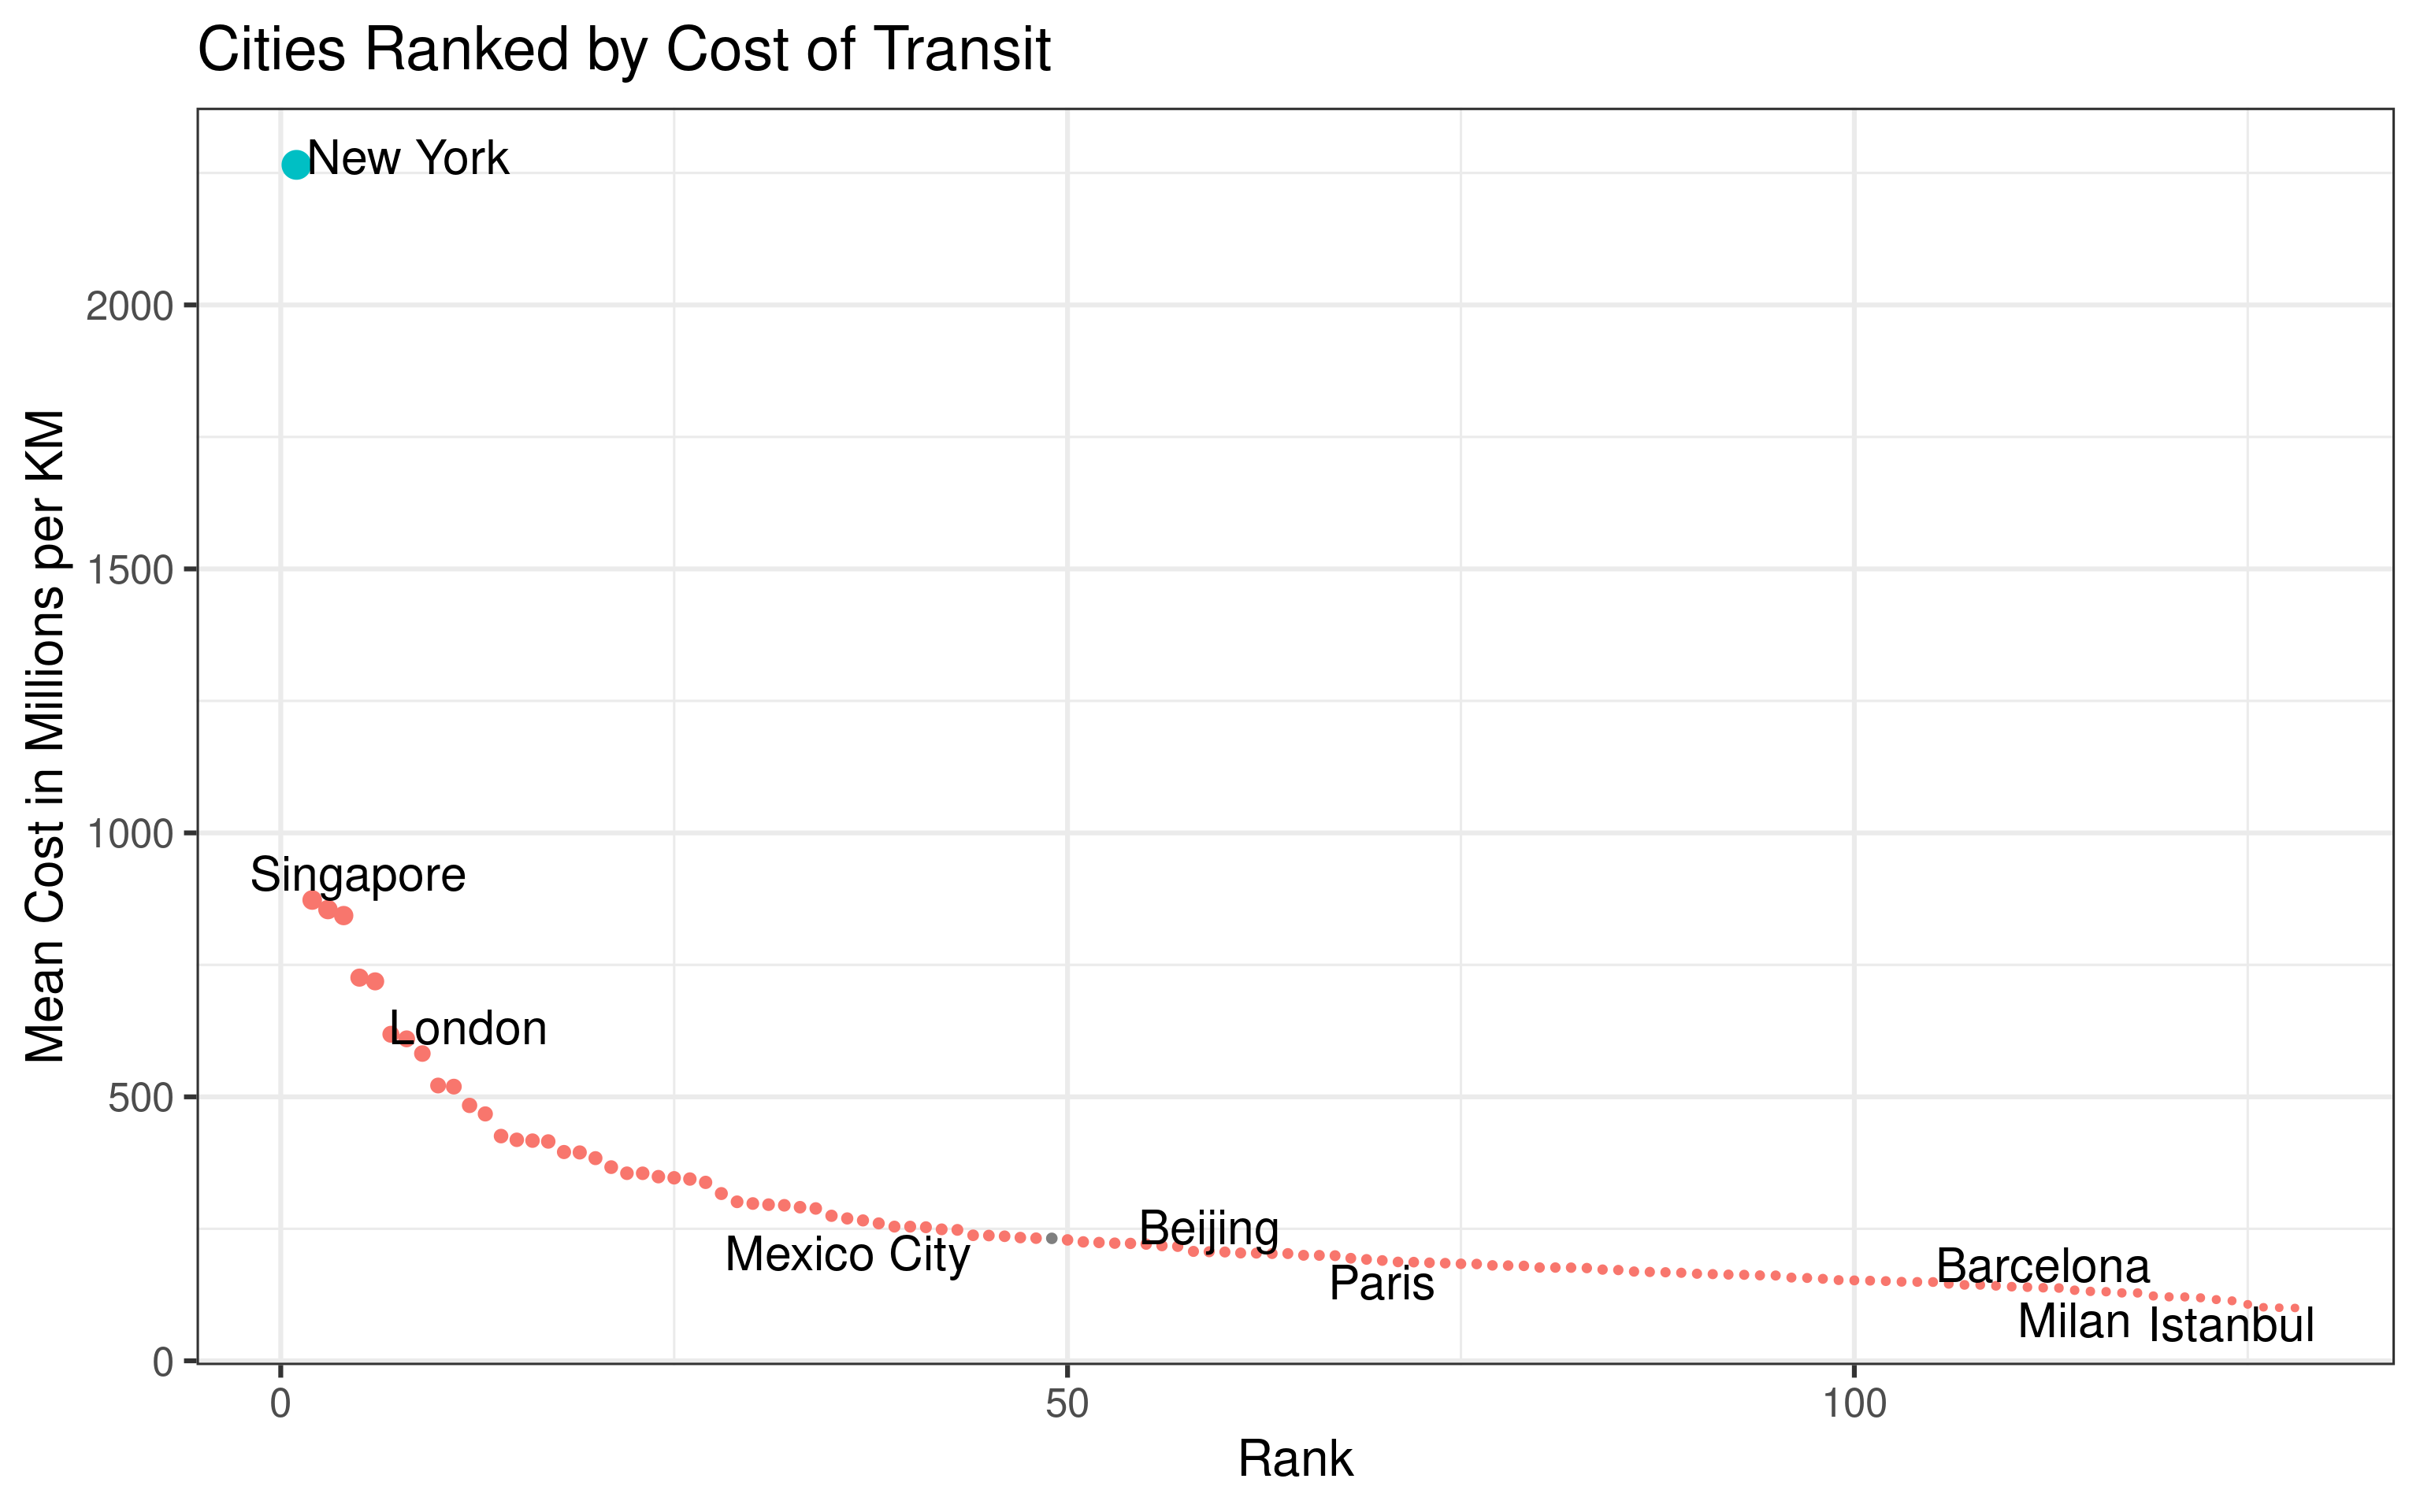 Cities Ranked by Cost of Transit
New York
2000
1500
1000
500
0
Mean Cost in Millions per KM
Singapore
London
Mexico City
Beijing
Paris
Barcelona
Milan
Istanbul
0
50
100
Rank